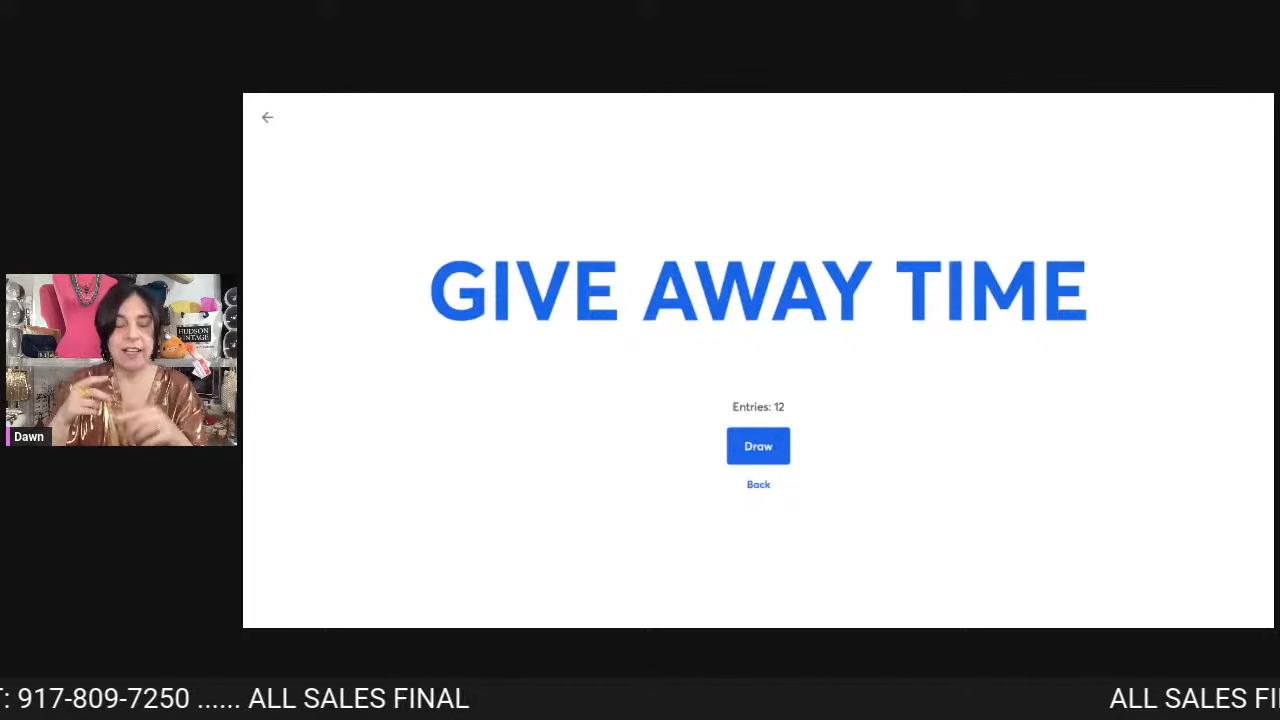 GIVE AWAY TIME
Entries: 12
Draw
Back
HUDSON
VINTAGE
Dawn
T: 917-809-7250 ...... ALL SALES FINAL
ALL SALES FI